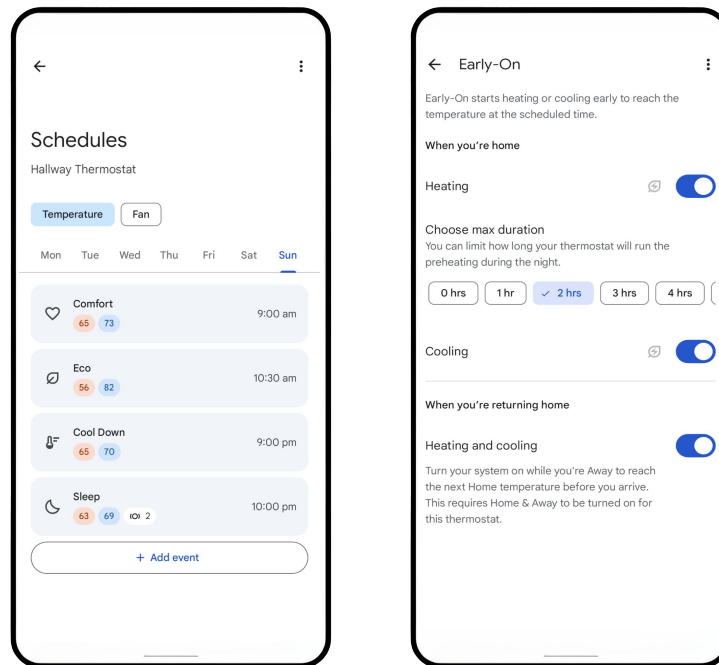 Schedules
Hallway Thermostat
Temperature Fan
Mon Tue Wed Thu Fri Sat Sun
Comfort
65 73
9:00 am
Eco
56 82
10:30 am
Cool Down
65 70
9:00 pm
Sleep
63 69 2
10:00 pm
+ Add event
Early-On
Early-On starts heating or cooling early to reach the
temperature at the scheduled time.
When you're home
Heating
Choose max duration
You can limit how long your thermostat will run the
preheating during the night.
0 hrs 1 hr 2 hrs 3 hrs 4 hrs
Cooling
When you're returning home
Heating and cooling
Turn your system on while you're Away to reach
the next Home temperature before you arrive.
This requires Home & Away to be turned on for
this thermostat.